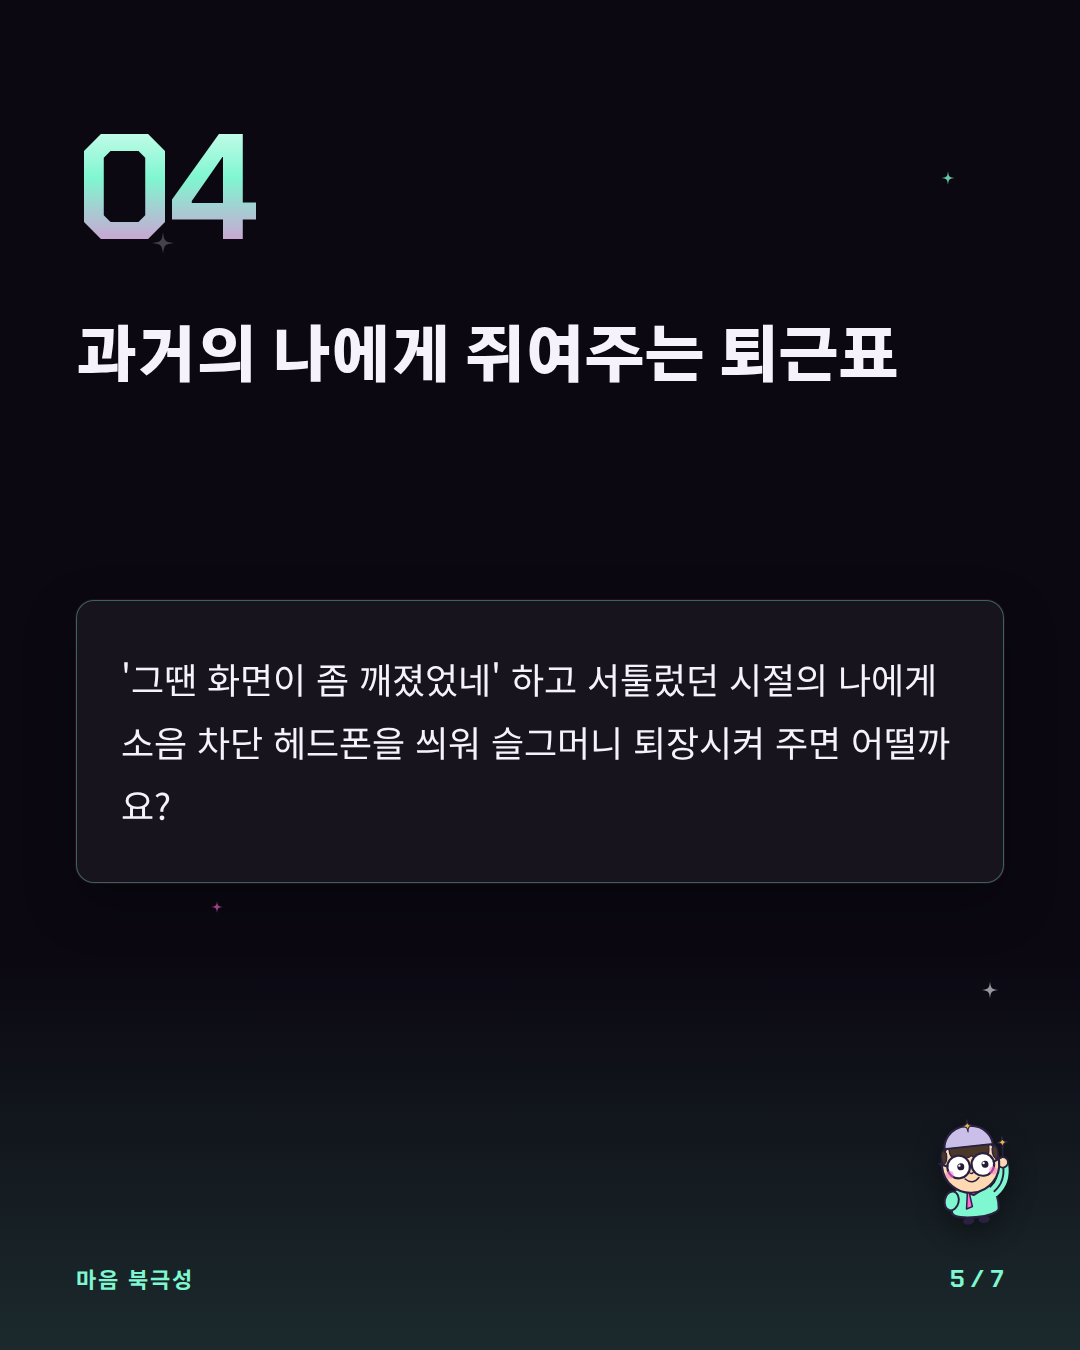 04
과거의 나에게 쥐여주는 퇴근표
'그땐 화면이 좀 깨졌었네' 하고 서툴렀던 시절의 나에게
소음 차단 헤드폰을 씌워 슬그머니 퇴장시켜 주면 어떨까
요?
마음 북극성
5 / 7